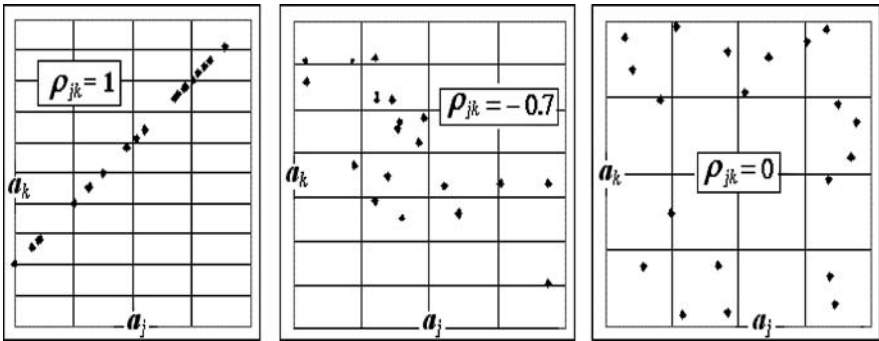 ρjk = 1
ak
aj
ρjk = – 0.7
ak
aj
ρjk = 0
ak
aj